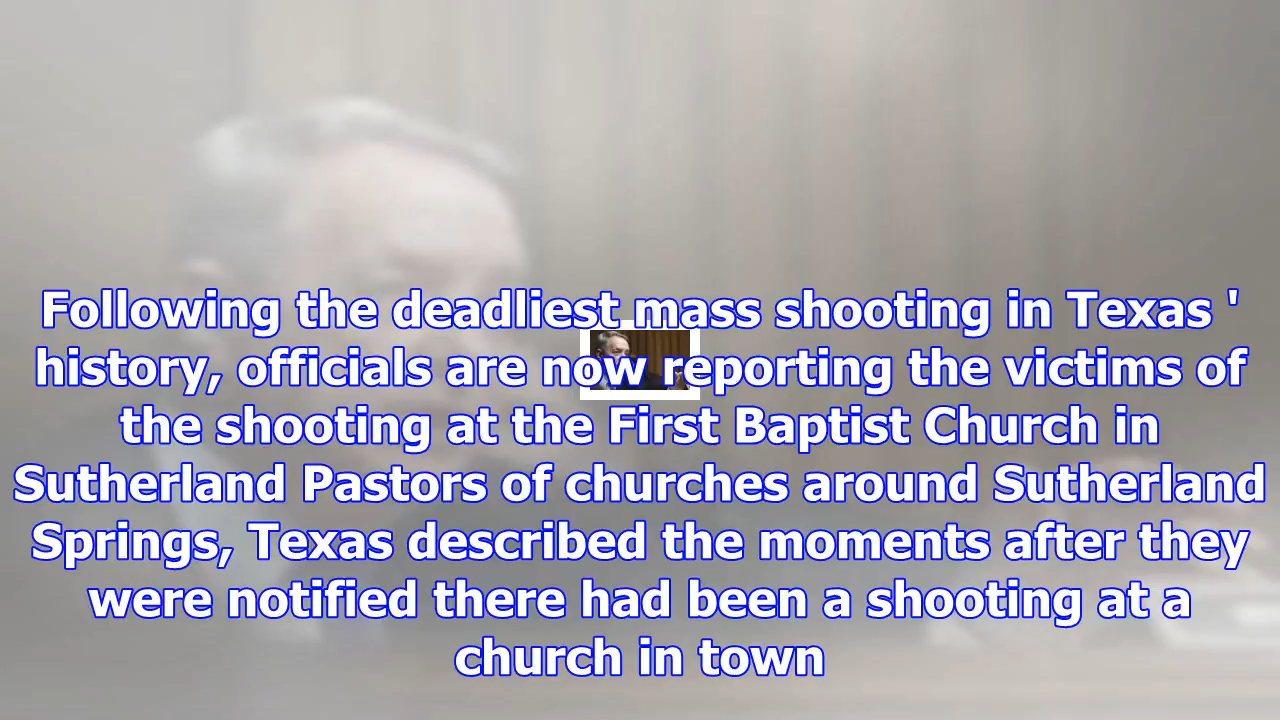 Following the deadliest mass shooting in Texas '
history, officials are now reporting the victims of
the shooting at the First Baptist Church in
Sutherland Pastors of churches around Sutherland
Springs, Texas described the moments after they
were notified there had been a shooting at a
church in town